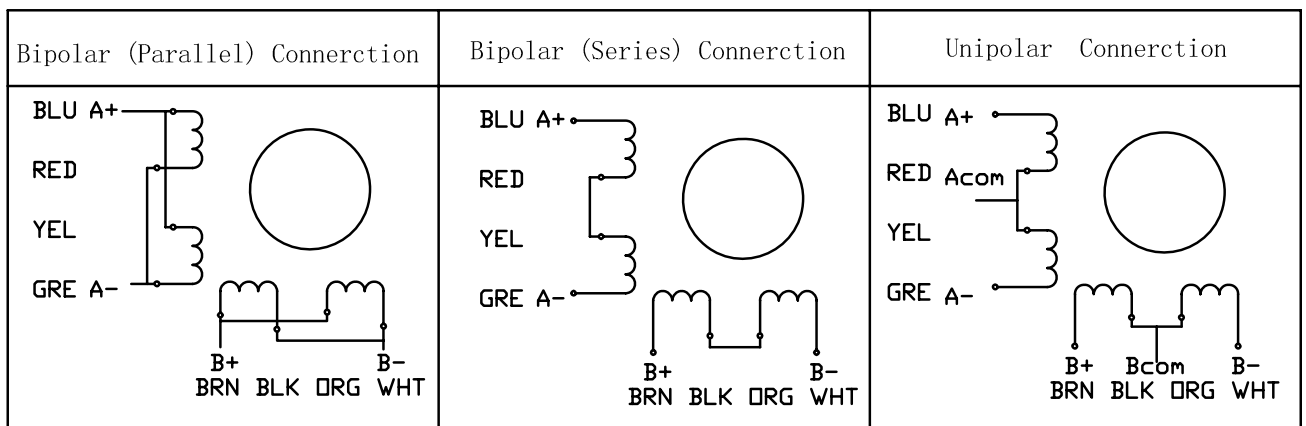 Bipolar (Parallel) Connerction
Bipolar (Series) Connerction
Unipolar Connerction
BLU A+
RED
YEL
GRE A-
B+ B-
BRN BLK ORG WHT
BLU A+
RED
YEL
GRE A-
B+ B-
BRN BLK ORG WHT
BLU A+
RED Acom
YEL
GRE A-
B+ Bcom B-
BRN BLK ORG WHT